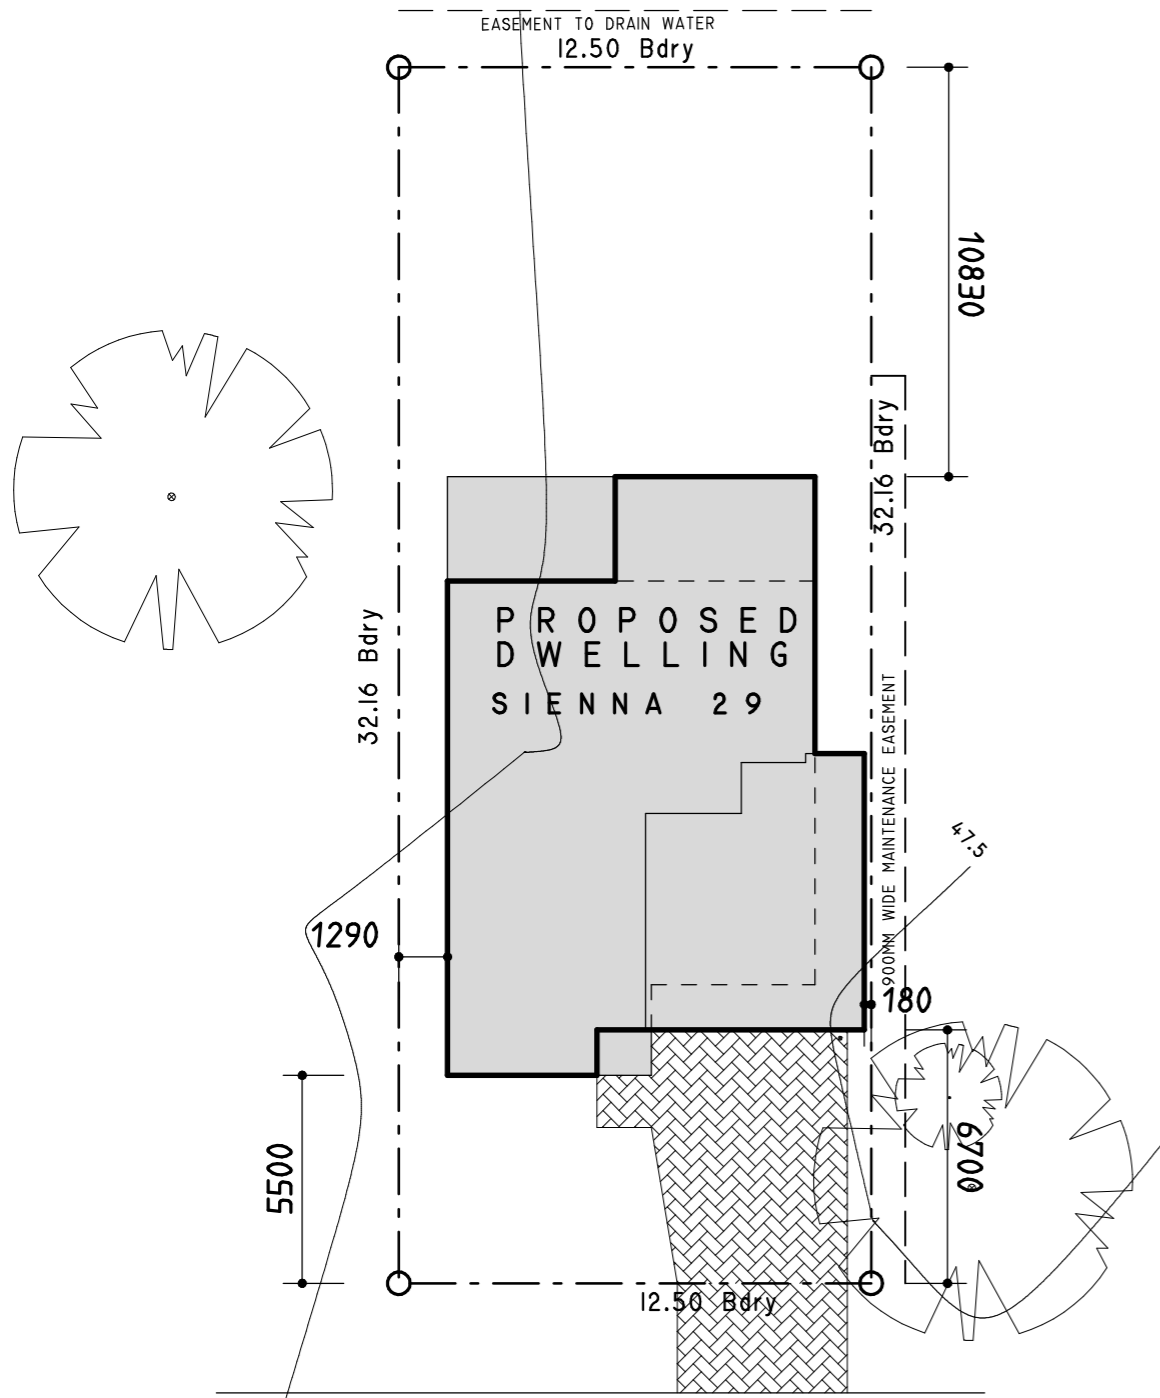 EASEMENT TO DRAIN WATER
12.50 Bdry
10830
32.16 Bdry
PROPOSED
DWELLING
SIENNA 29
32.16 Bdry
900MM WIDE MAINTENANCE EASEMENT
47.5
1290
180
5500
6700
12.50 Bdry